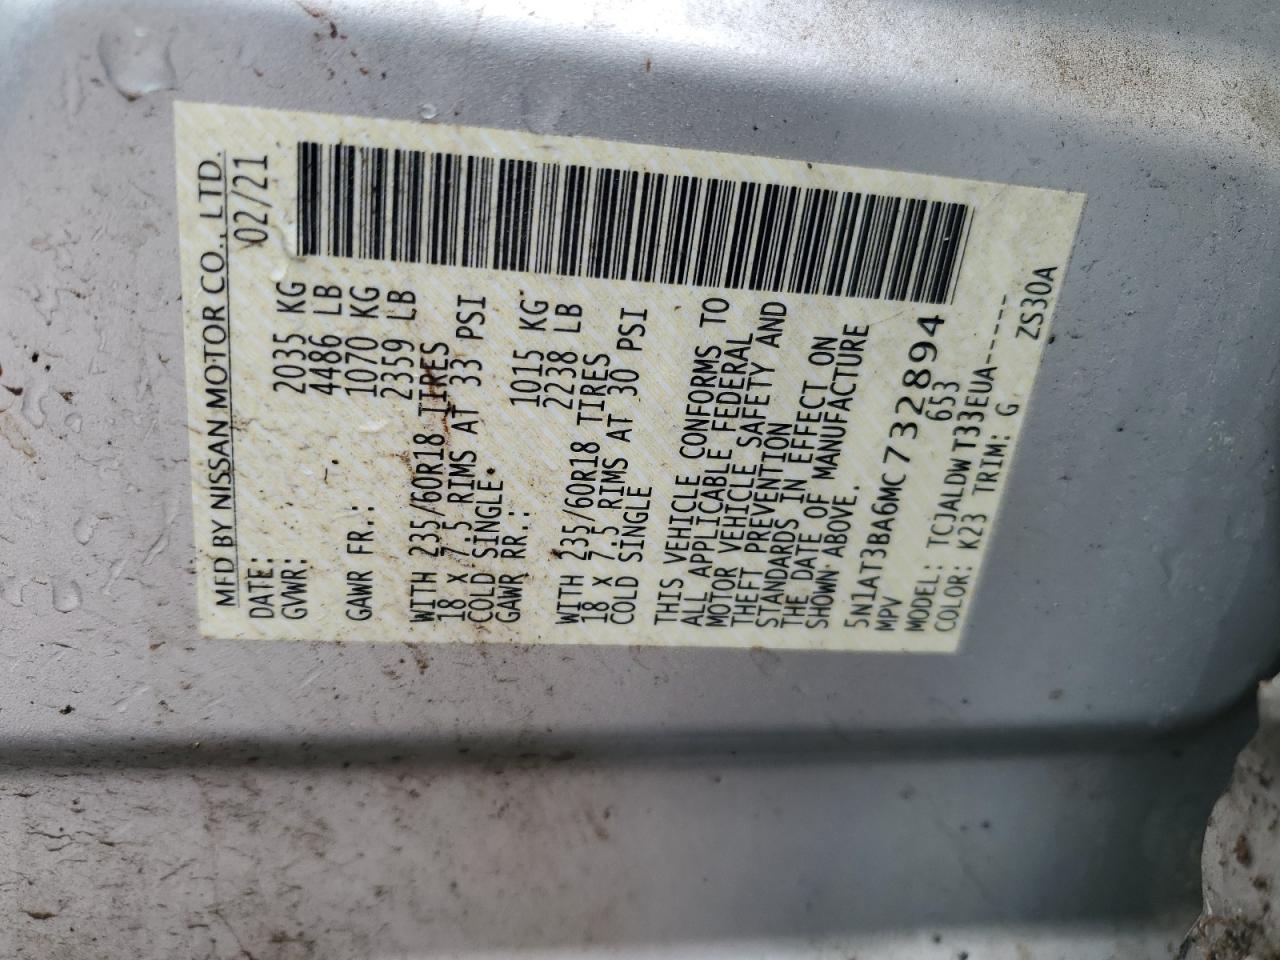 MFD BY NISSAN MOTOR CO., LTD.
DATE: 02/21
GVWR: 2035 KG
4486 LB
GAWR FR.: 1070 KG
2359 LB
WITH 235/60R18 TIRES
18 X 7.5 RIMS AT 33 PSI
COLD SINGLE.
GAWR RR.: 1015 KG
2238 LB
WITH 235/60R18 TIRES
18 X 7.5 RIMS AT 30 PSI
COLD SINGLE
THIS VEHICLE CONFORMS TO
ALL APPLICABLE FEDERAL
MOTOR VEHICLE SAFETY AND
THEFT PREVENTION
STANDARDS IN EFFECT ON
THE DATE OF MANUFACTURE
SHOWN ABOVE.
5N1AT3BA6MC732894
MPV 653
MODEL: TCJALDW T33EUA-----
COLOR: K23 TRIM: G ZS30A